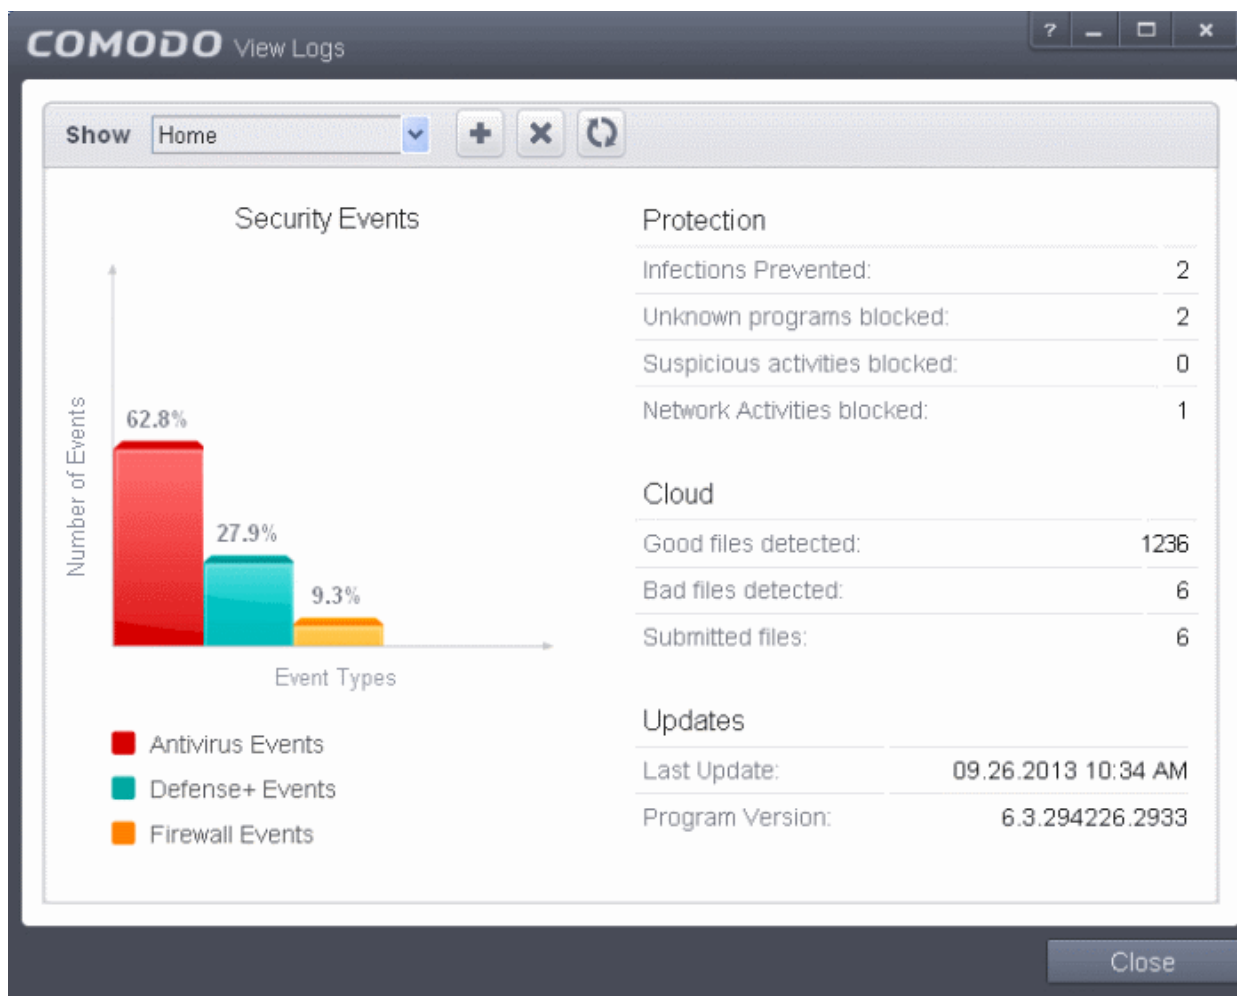 COMODO View Logs
?
Show Home
Security Events
Number of Events
62.8%
27.9%
9.3%
Event Types
Antivirus Events
Defense+ Events
Firewall Events
Protection
Infections Prevented: 2
Unknown programs blocked: 2
Suspicious activities blocked: 0
Network Activities blocked: 1
Cloud
Good files detected: 1236
Bad files detected: 6
Submitted files: 6
Updates
Last Update: 09.26.2013 10:34 AM
Program Version: 6.3.294226.2933
Close